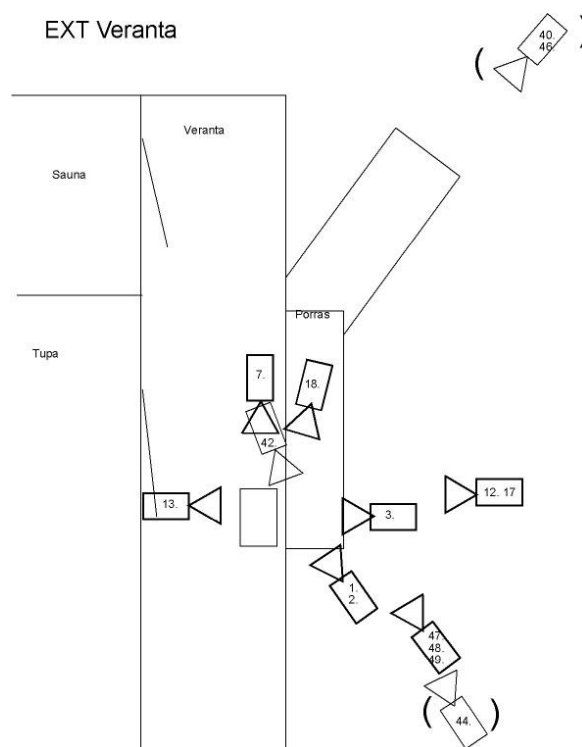 EXT Veranta
40.
46.
Veranta
Sauna
Porras
Tupa
7.
18.
42.
13.
3.
12. 17
1.
2.
47.
48.
49.
44.